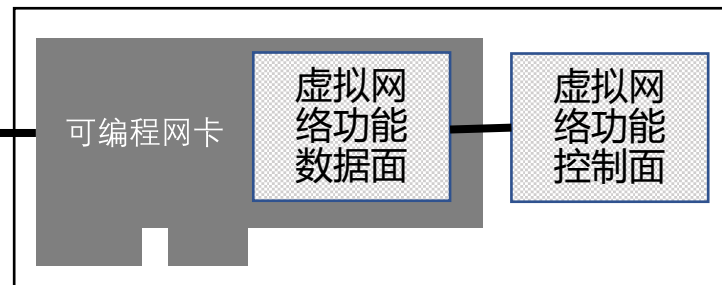 可编程网卡
虚拟网
络功能
数据面
虚拟网
络功能
控制面